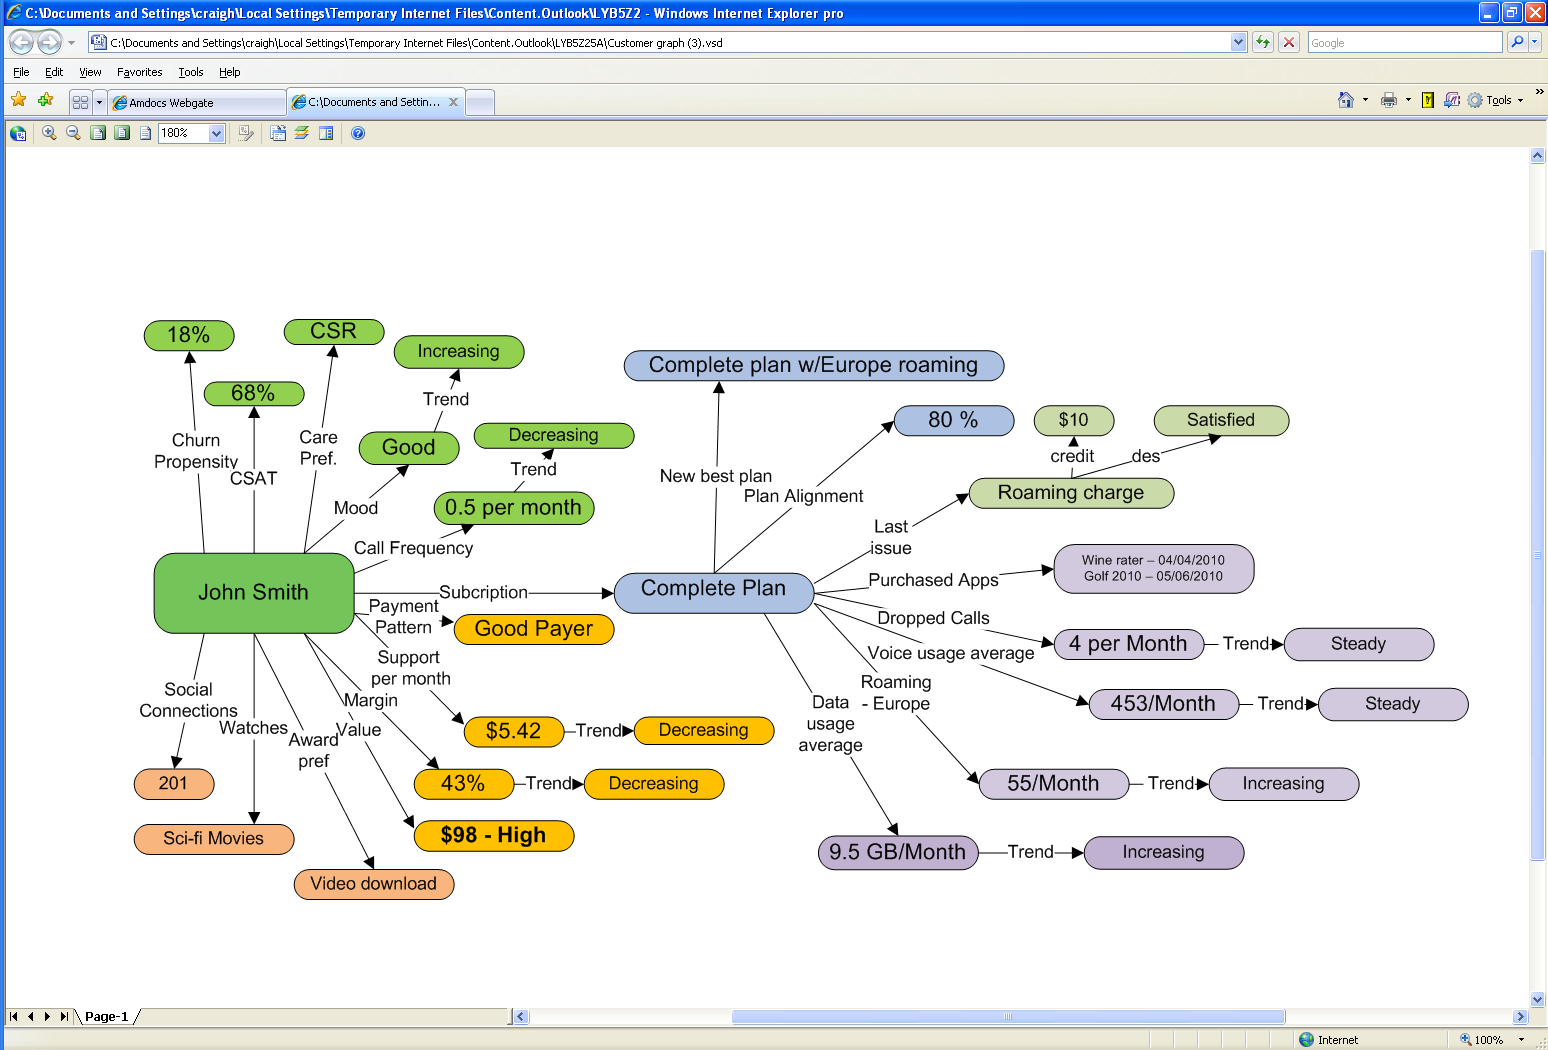 C:\Documents and Settings\craigh\Local Settings\Temporary Internet Files\Content.Outlook\LYB5Z2 - Windows Internet Explorer pro
C:\Documents and Settings\craigh\Local Settings\Temporary Internet Files\Content.Outlook\LYB5Z25A\Customer graph (3).vsd
Google
File Edit View Favorites Tools Help
Amdocs Webgate
C:\Documents and Settin...
Tools
180%
18%
CSR
Increasing
68%
Trend
Churn
Propensity
CSAT
Care
Pref.
Good
Decreasing
Trend
Mood
0.5 per month
Call Frequency
John Smith
Subcription
Payment
Pattern
Good Payer
Support
per month
Margin
Value
Social
Connections
Watches
Award
pref
$5.42
Trend
Decreasing
201
43%
Trend
Decreasing
Sci-fi Movies
$98 - High
Video download
Complete plan w/Europe roaming
80 %
$10
Satisfied
New best plan
Plan Alignment
credit
des
Roaming charge
Last
issue
Complete Plan
Purchased Apps
Wine rater – 04/04/2010
Golf 2010 – 05/06/2010
Dropped Calls
4 per Month
Trend
Steady
Voice usage average
453/Month
Trend
Steady
Roaming
- Europe
Data
usage
average
55/Month
Trend
Increasing
9.5 GB/Month
Trend
Increasing
Page-1
Internet
100%